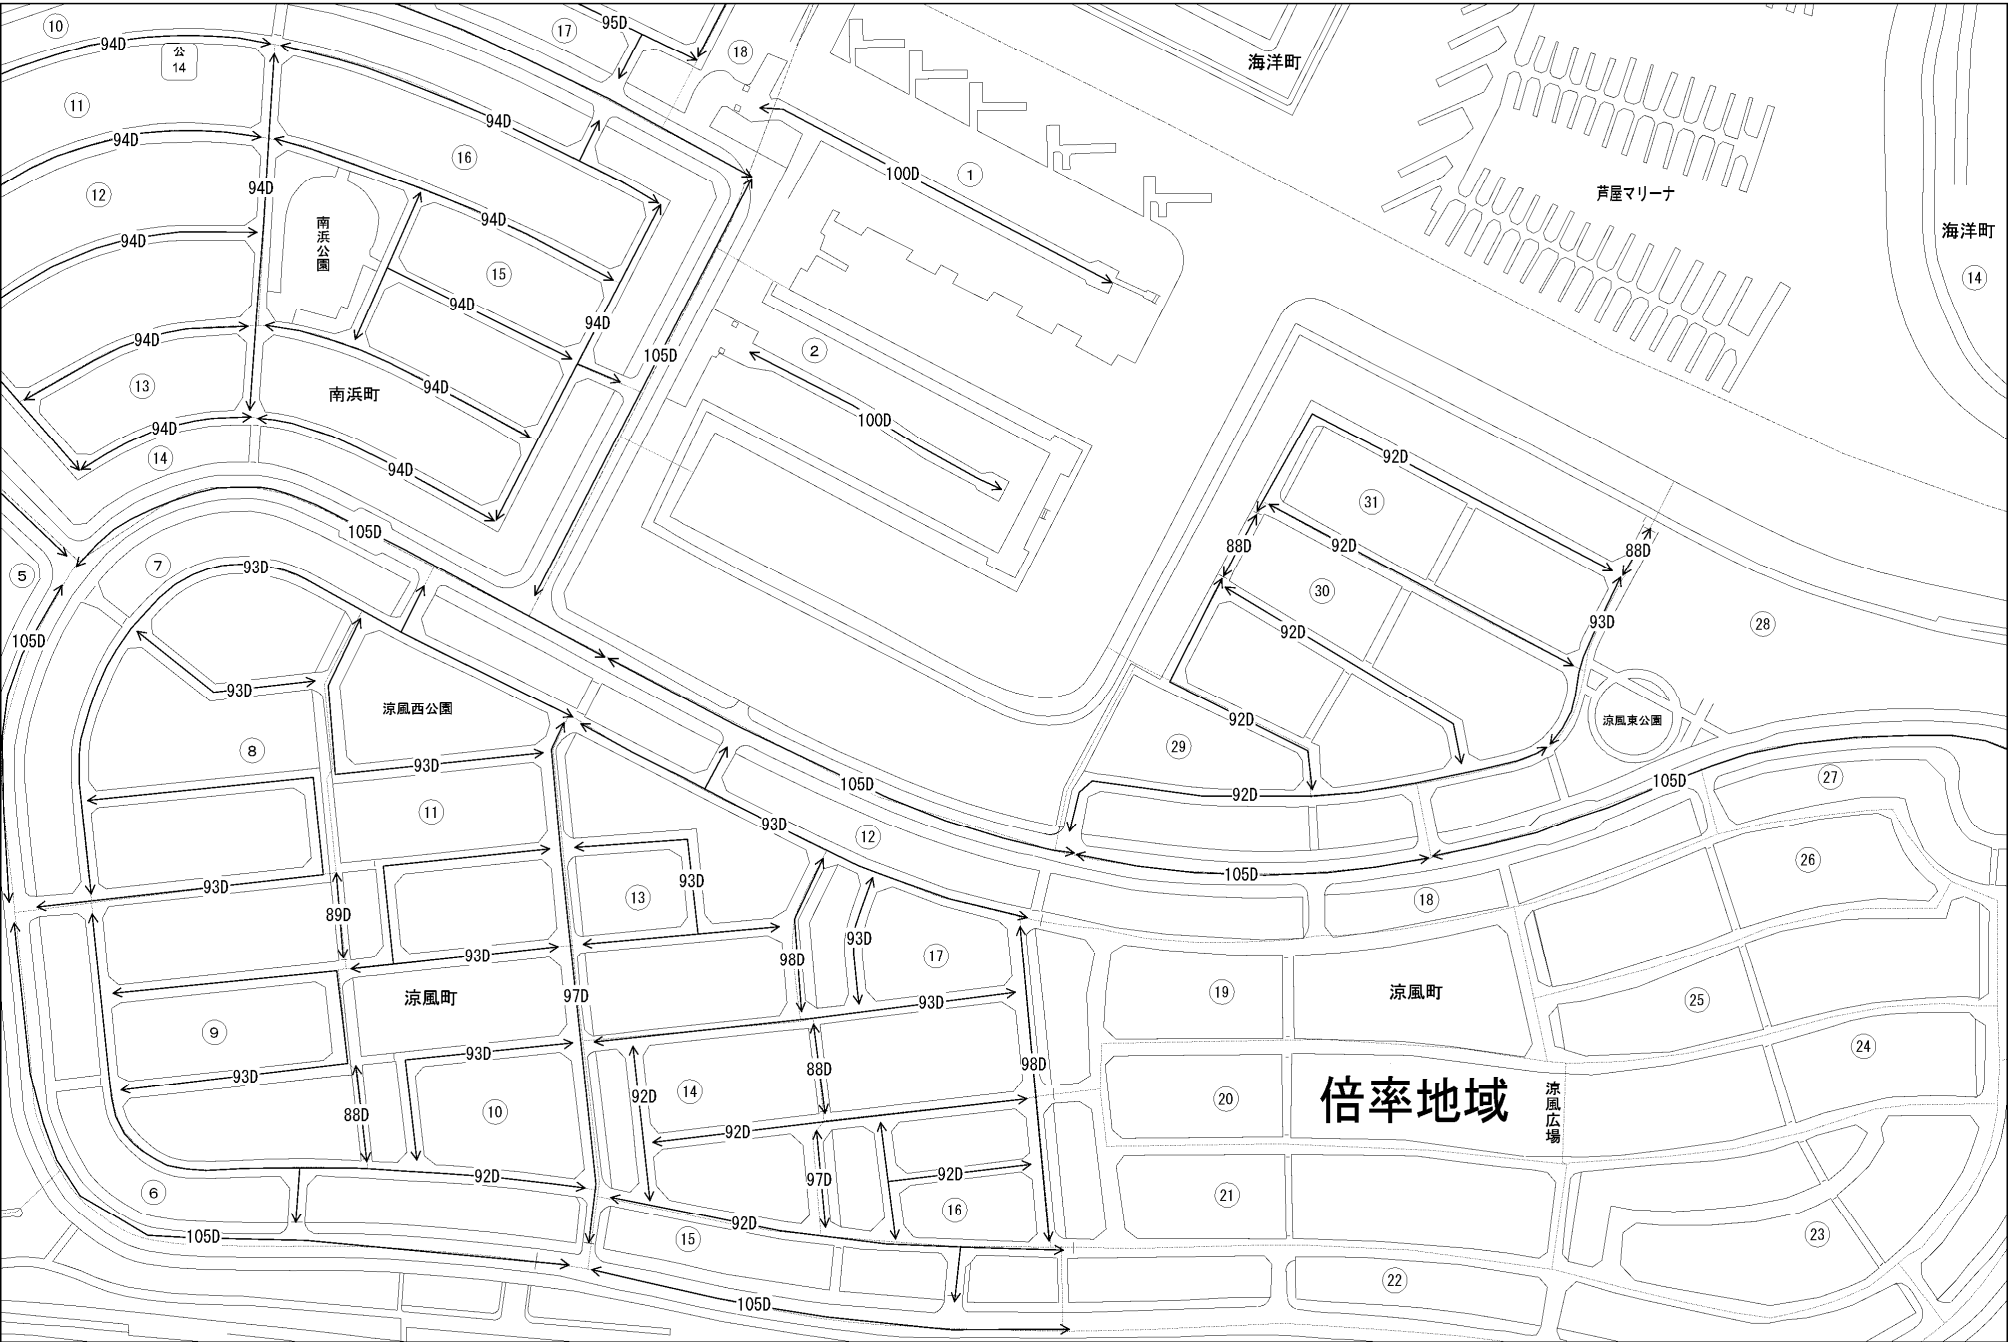 ⑩
94D
公
14
⑰
95D
⑱
海洋町
⑪
94D
94D
⑯
芦屋マリーナ
⑫
94D
100D
①
94D
南浜公園
94D
⑮
海洋町
⑭
94D
94D
94D
105D
②
⑬
南浜町
94D
94D
⑭
94D
100D
92D
㉛
105D
⑤
⑦
93D
88D
92D
88D
㉚
92D
93D
㉘
105D
93D
涼風西公園
92D
㉙
涼風東公園
⑧
93D
105D
92D
105D
㉗
⑪
93D
⑫
㉖
93D
89D
93D
⑬
105D
⑱
93D
98D
⑰
93D
涼風町
97D
93D
⑲
涼風町
㉕
⑨
93D
98D
㉔
93D
88D
88D
⑩
92D
⑭
92D
⑳
倍率地域
涼風広場
92D
97D
92D
⑥
⑯
㉑
105D
92D
⑮
㉓
㉒
105D